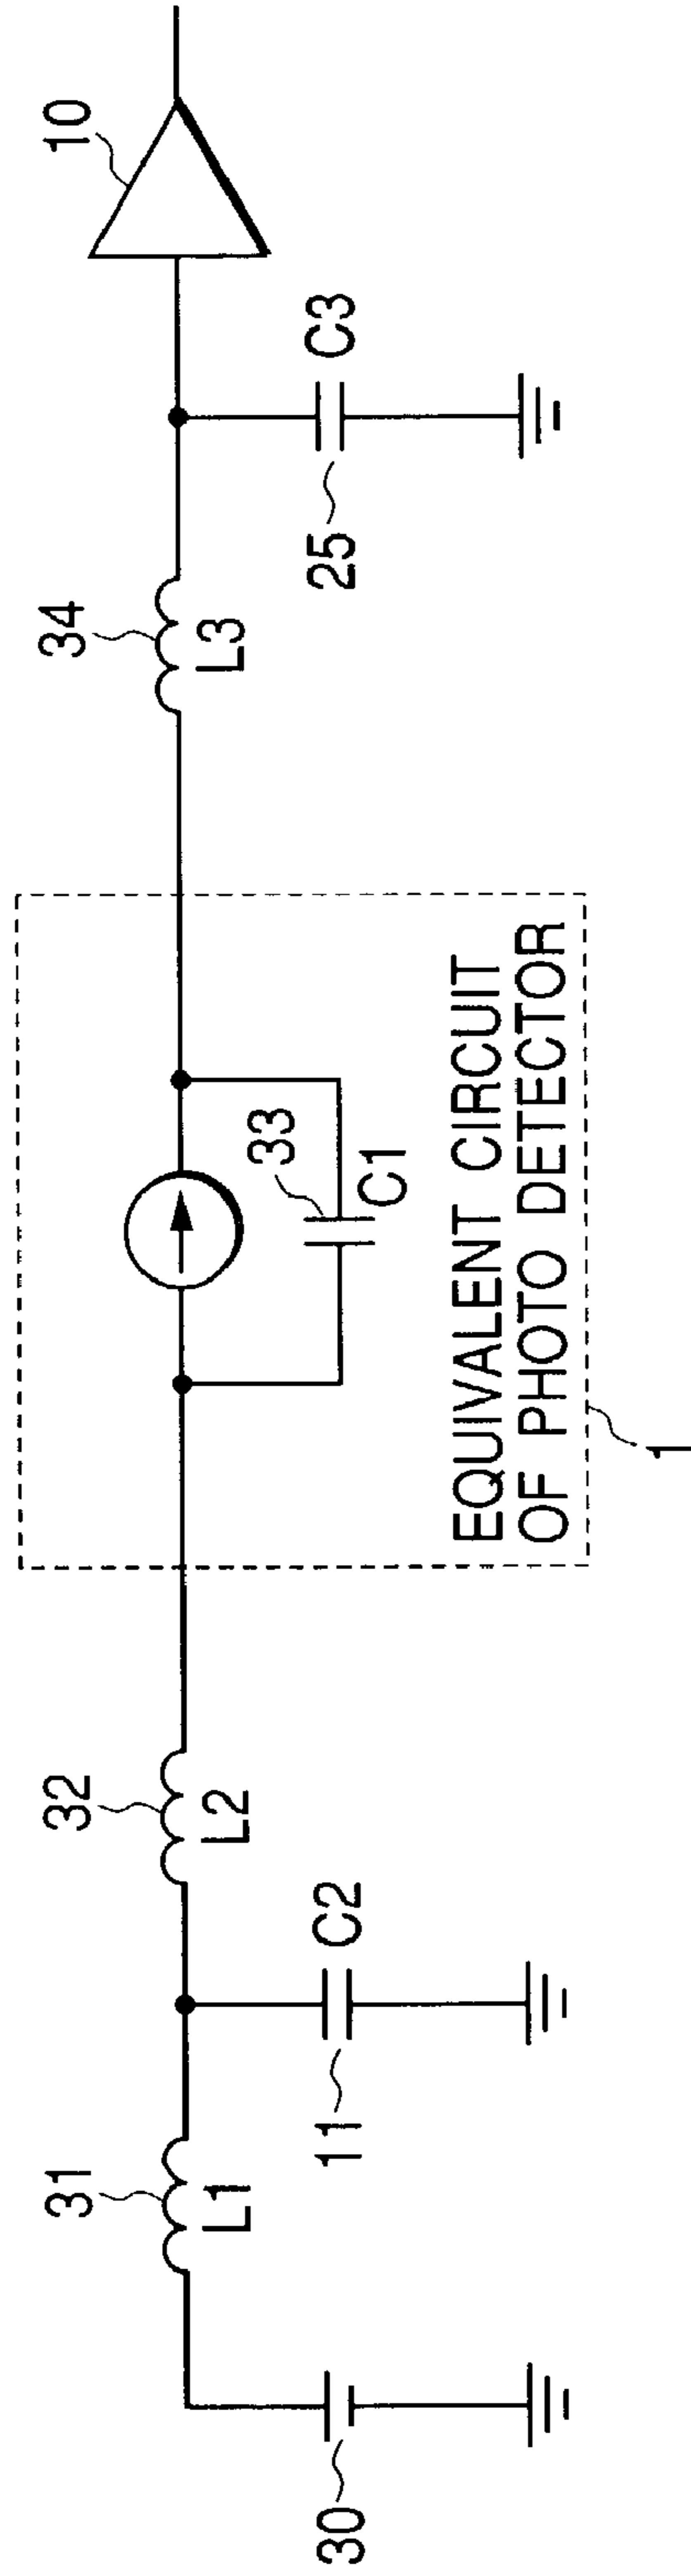 30
31
L1
11
C2
32
L2
33
C1
EQUIVALENT CIRCUIT
OF PHOTO DETECTOR
1
34
L3
25
C3
10